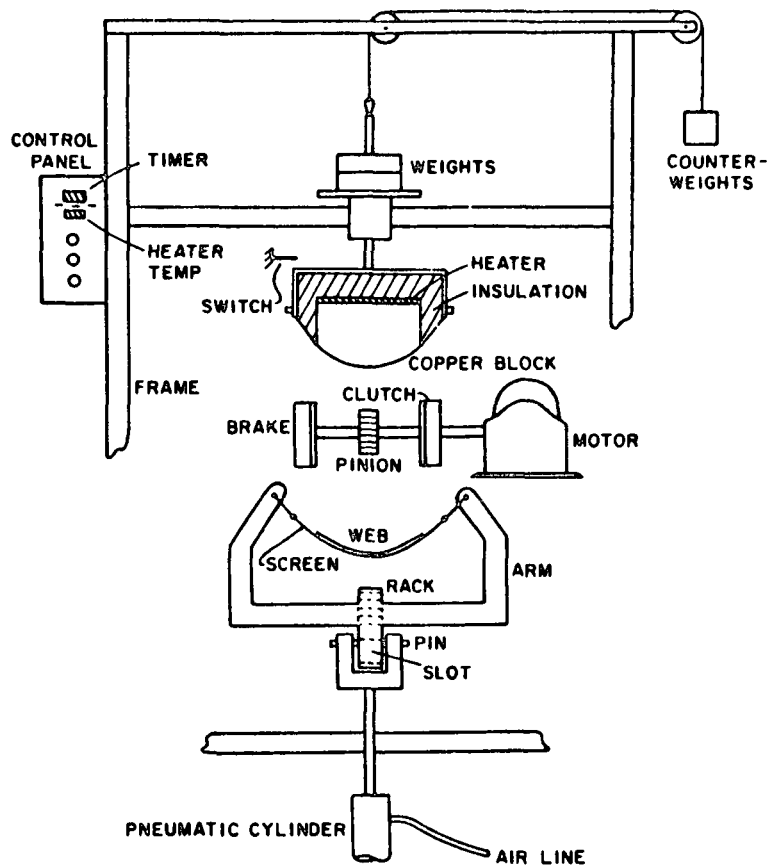 CONTROL
PANEL
TIMER
HEATER
TEMP
WEIGHTS
COUNTER-
WEIGHTS
HEATER
INSULATION
SWITCH
COPPER BLOCK
FRAME
CLUTCH
BRAKE
PINION
MOTOR
WEB
SCREEN
ARM
RACK
PIN
SLOT
PNEUMATIC CYLINDER
AIR LINE